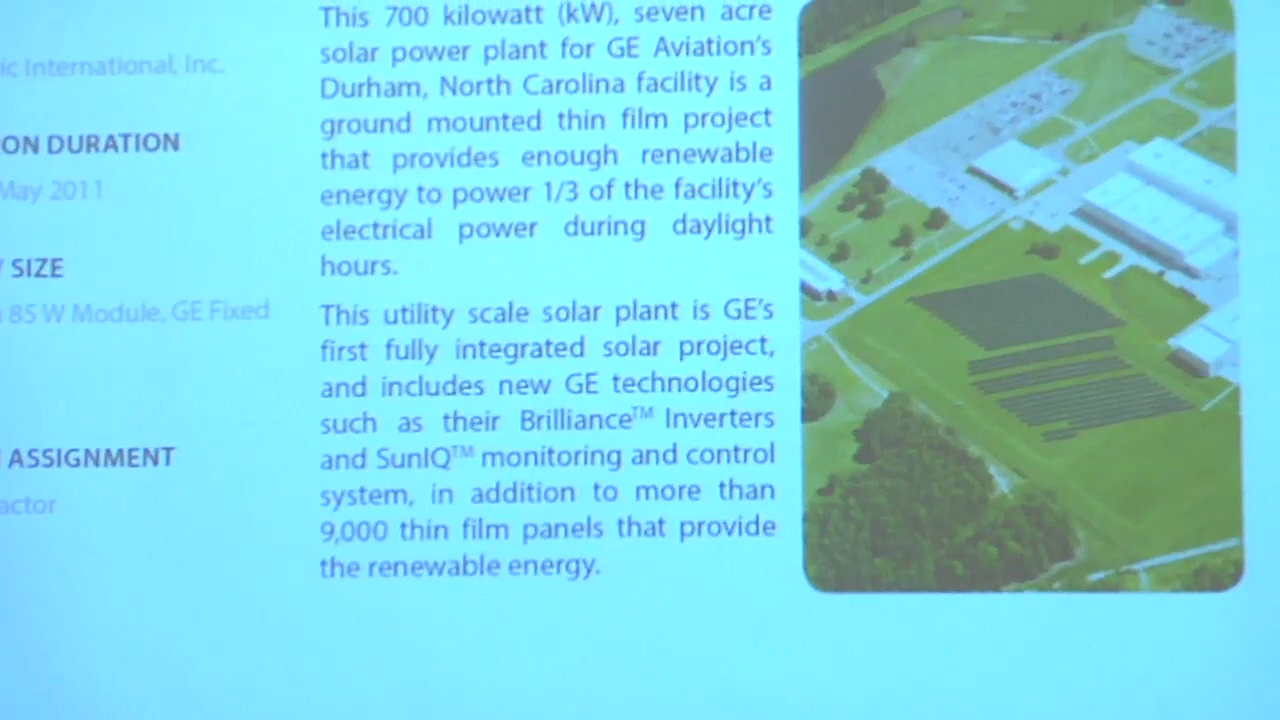 ic International, Inc.
ON DURATION
May 2011
SIZE
85 W Module, GE Fixed
ASSIGNMENT
actor
This 700 kilowatt (kW), seven acre
solar power plant for GE Aviation's
Durham, North Carolina facility is a
ground mounted thin film project
that provides enough renewable
energy to power 1/3 of the facility's
electrical power during daylight
hours.
This utility scale solar plant is GE's
first fully integrated solar project,
and includes new GE technologies
such as their Brilliance™ Inverters
and SunIQ™ monitoring and control
system, in addition to more than
9,000 thin film panels that provide
the renewable energy.